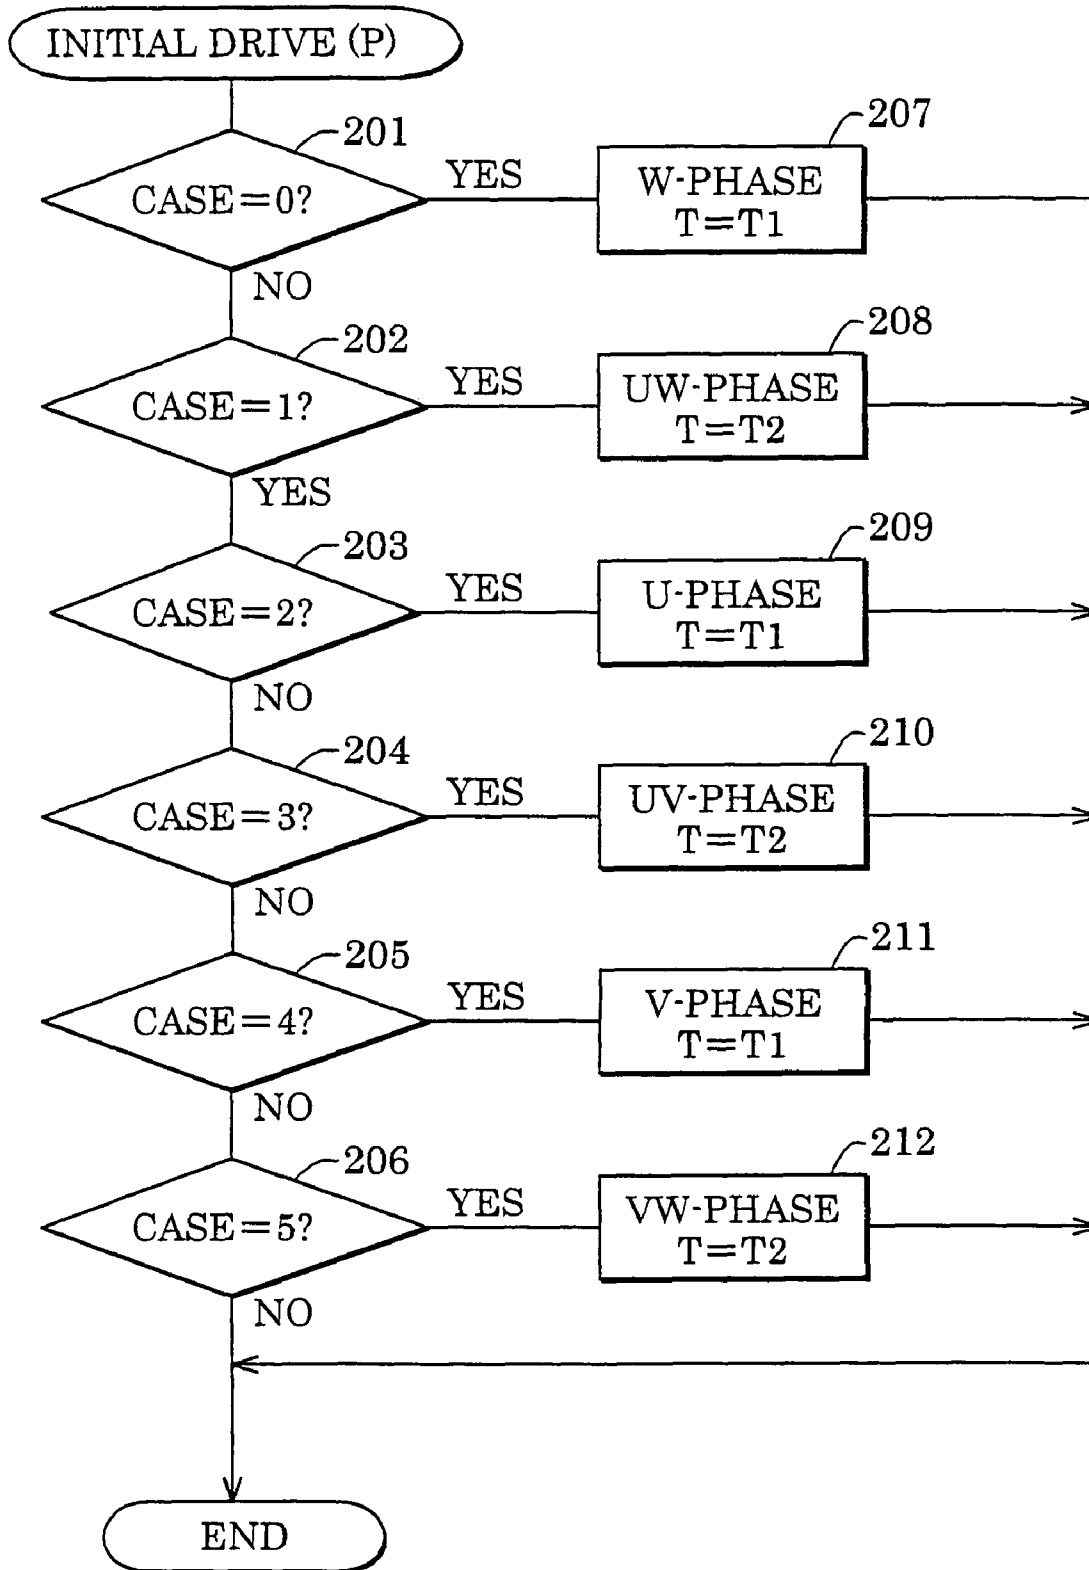 INITIAL DRIVE (P)
201
CASE=0?
YES
207
W-PHASE
T=T1
NO
202
CASE=1?
YES
208
UW-PHASE
T=T2
YES
203
CASE=2?
YES
209
U-PHASE
T=T1
NO
204
CASE=3?
YES
210
UV-PHASE
T=T2
NO
205
CASE=4?
YES
211
V-PHASE
T=T1
NO
206
CASE=5?
YES
212
VW-PHASE
T=T2
NO
END